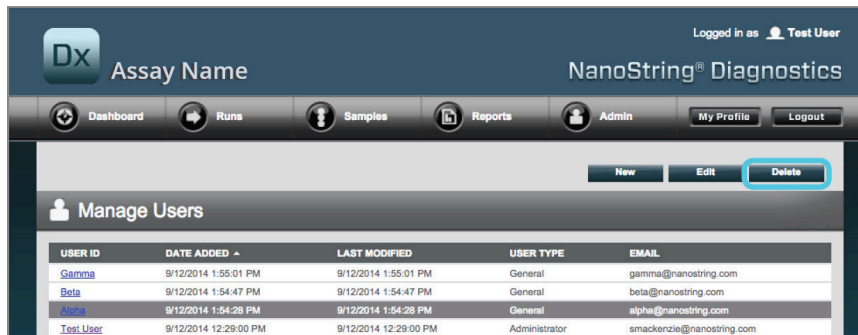 Logged in as Test User
Dx Assay Name NanoString® Diagnostics
Dashboard Runs Samples Reports Admin My Profile Logout
New Edit Delete
Manage Users
USER ID DATE ADDED LAST MODIFIED USER TYPE EMAIL
Gamma 9/12/2014 1:55:01 PM 9/12/2014 1:55:01 PM General gamma@nanostring.com
Beta 9/12/2014 1:54:47 PM 9/12/2014 1:54:47 PM General beta@nanostring.com
Alpha 9/12/2014 1:54:28 PM 9/12/2014 1:54:28 PM General alpha@nanostring.com
Test User 9/12/2014 12:29:00 PM 9/12/2014 12:29:00 PM Administrator smackenzie@nanostring.com